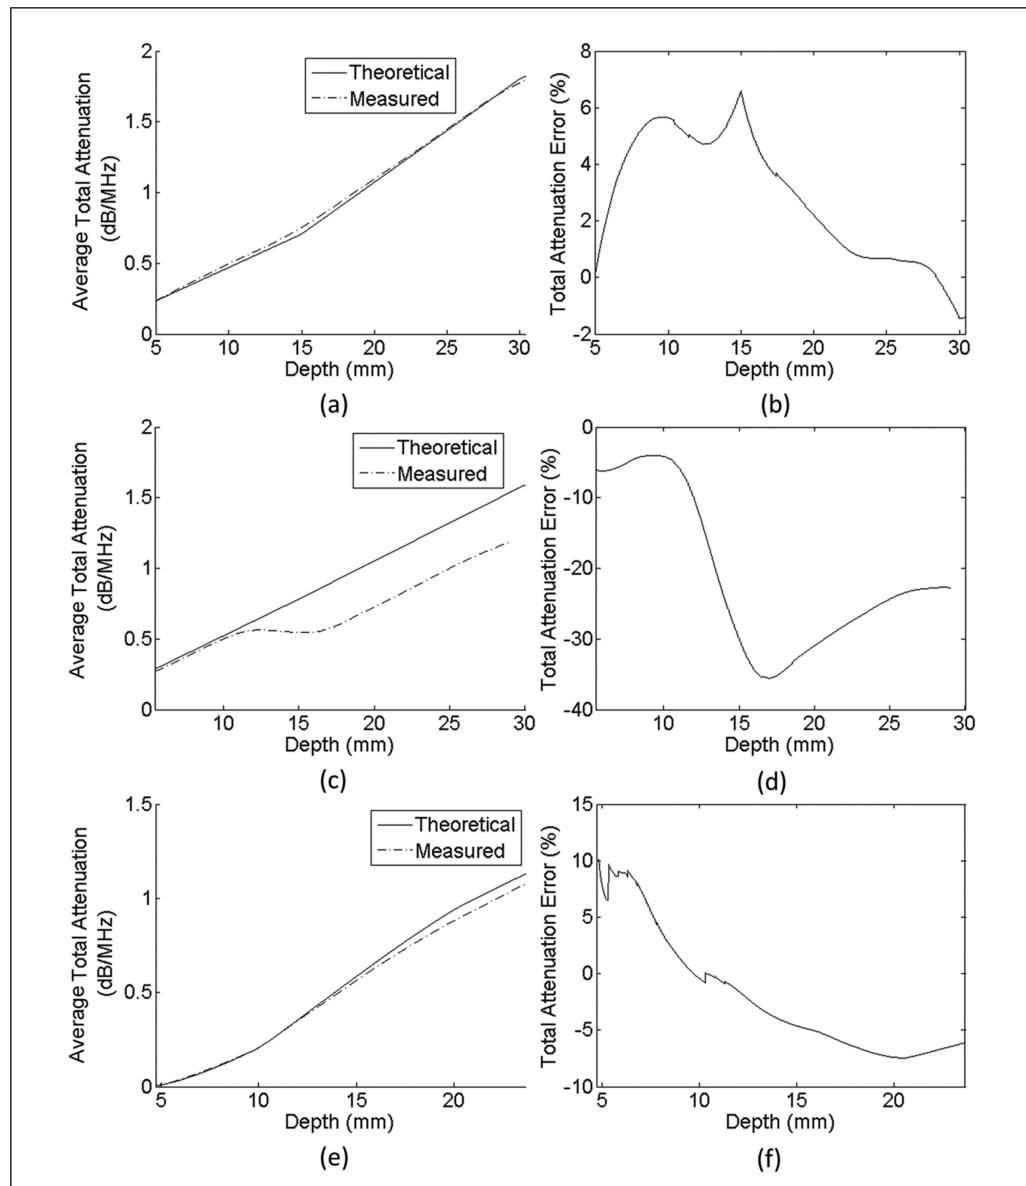 Average Total Attenuation
(dB/MHz)
2
1.5
1
0.5
0
Theoretical
Measured
5
10
15
20
25
30
Depth (mm)
(a)
Total Attenuation Error (%)
8
6
4
2
0
-2
5
10
15
20
25
30
Depth (mm)
(b)
Average Total Attenuation
(dB/MHz)
2
1.5
1
0.5
0
Theoretical
Measured
10
15
20
25
30
Depth (mm)
(c)
Total Attenuation Error (%)
0
-10
-20
-30
-40
10
15
20
25
30
Depth (mm)
(d)
Average Total Attenuation
(dB/MHz)
1.5
1
0.5
0
Theoretical
Measured
5
10
15
20
Depth (mm)
(e)
Total Attenuation Error (%)
15
10
5
0
-5
-10
5
10
15
20
Depth (mm)
(f)